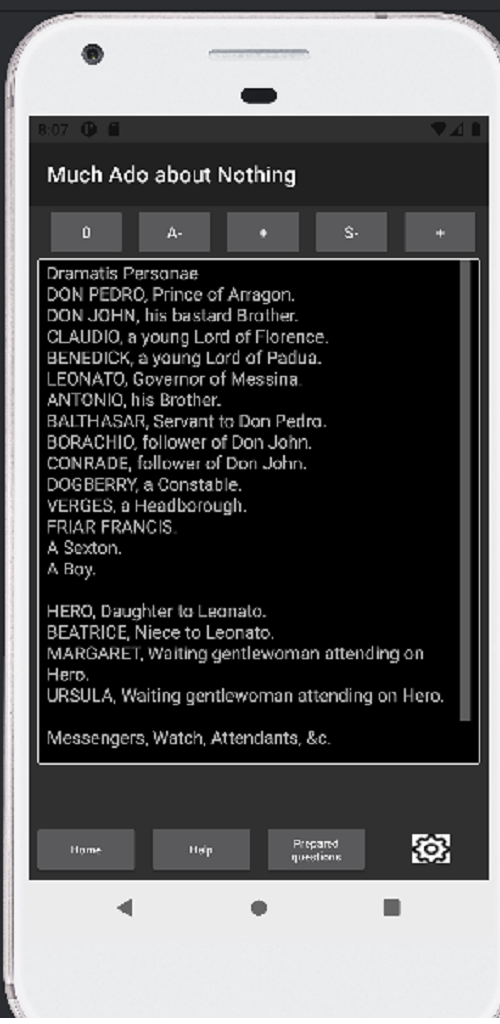 8:07
Much Ado about Nothing
0 A- + S- +
Dramatis Personae
DON PEDRO, Prince of Arragon.
DON JOHN, his bastard Brother.
CLAUDIO, a young Lord of Florence.
BENEDICK, a young Lord of Padua.
LEONATO, Governor of Messina.
ANTONIO, his Brother.
BALTHASAR, Servant to Don Pedro.
BORACHIO, follower of Don John.
CONRADE, follower of Don John.
DOGBERRY, a Constable.
VERGES, a Headborough.
FRIAR FRANCIS.
A Sexton.
A Boy.
HERO, Daughter to Leonato.
BEATRICE, Niece to Leonato.
MARGARET, Waiting gentlewoman attending on
Hero.
URSULA, Waiting gentlewoman attending on Hero.
Messengers, Watch, Attendants, &c.
Home Help Prepared
questions